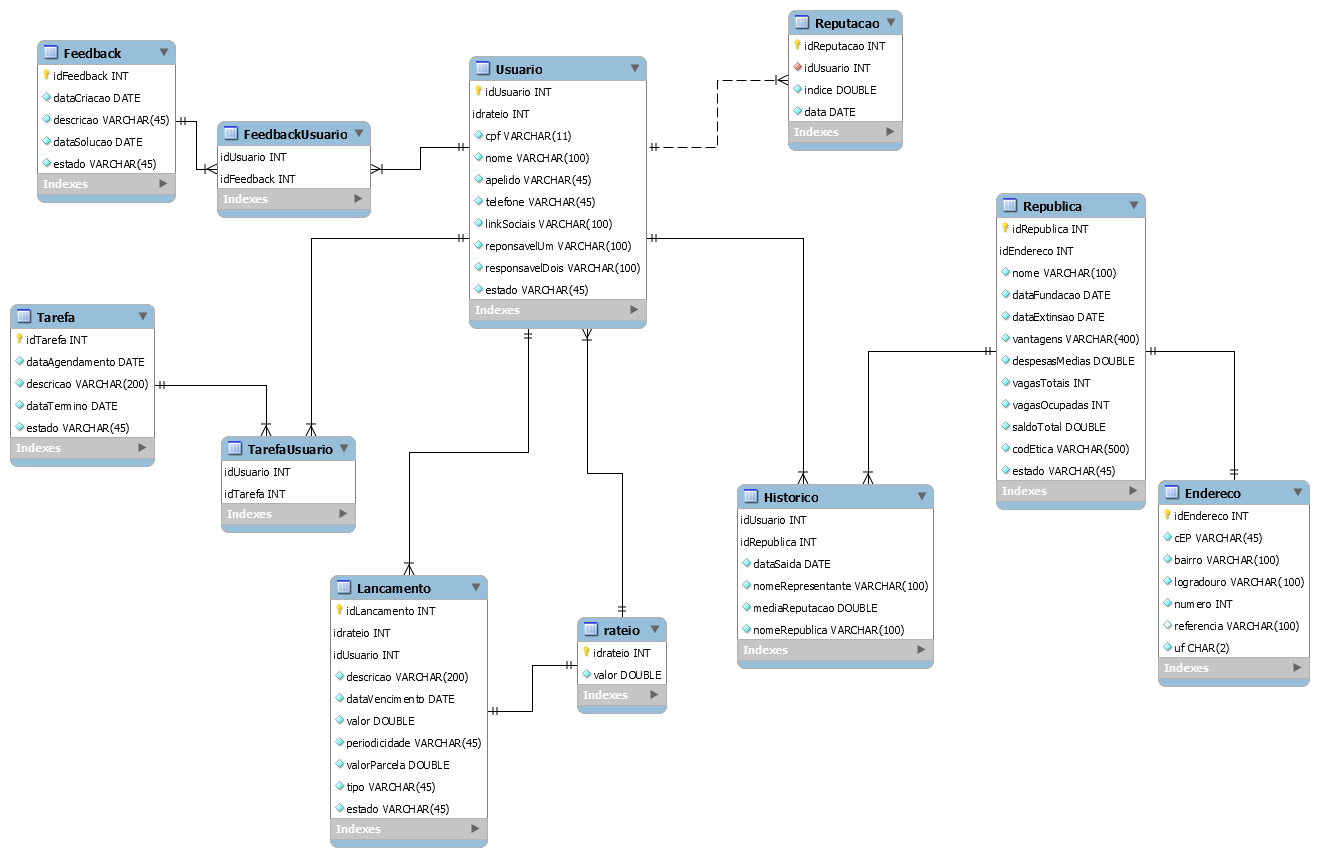 Feedback
idFeedback INT
dataCriacao DATE
descricao VARCHAR(45)
dataSolucao DATE
estado VARCHAR(45)
Indexes
FeedbackUsuario
idUsuario INT
idFeedback INT
Indexes
Usuario
idUsuario INT
idrateio INT
cpf VARCHAR(11)
nome VARCHAR(100)
apelido VARCHAR(45)
telefone VARCHAR(45)
linkSociais VARCHAR(100)
reponsavelUm VARCHAR(100)
responsavelDois VARCHAR(100)
estado VARCHAR(45)
Indexes
Reputacao
idReputacao INT
idUsuario INT
indice DOUBLE
data DATE
Indexes
Republica
idRepublica INT
idEndereco INT
nome VARCHAR(100)
dataFundacao DATE
dataExtinsao DATE
vantagens VARCHAR(400)
despesasMedias DOUBLE
vagasTotais INT
vagasOcupadas INT
saldoTotal DOUBLE
codEtica VARCHAR(500)
estado VARCHAR(45)
Indexes
Tarefa
idTarefa INT
dataAgendamento DATE
descricao VARCHAR(200)
dataTermino DATE
estado VARCHAR(45)
Indexes
TarefaUsuario
idUsuario INT
idTarefa INT
Indexes
Historico
idUsuario INT
idRepublica INT
dataSaida DATE
nomeRepresentante VARCHAR(100)
mediaReputacao DOUBLE
nomeRepublica VARCHAR(100)
Indexes
Endereco
idEndereco INT
cEP VARCHAR(45)
bairro VARCHAR(100)
logradouro VARCHAR(100)
numero INT
referencia VARCHAR(100)
uf CHAR(2)
Indexes
Lancamento
idLancamento INT
idrateio INT
idUsuario INT
descricao VARCHAR(200)
dataVencimento DATE
valor DOUBLE
periodicidade VARCHAR(45)
valorParcela DOUBLE
tipo VARCHAR(45)
estado VARCHAR(45)
Indexes
rateio
idrateio INT
valor DOUBLE
Indexes